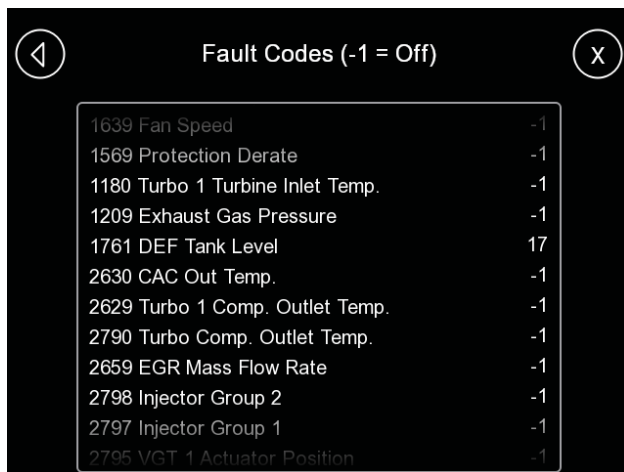 Fault Codes (-1 = Off)
X
1639 Fan Speed -1
1569 Protection Derate -1
1180 Turbo 1 Turbine Inlet Temp. -1
1209 Exhaust Gas Pressure -1
1761 DEF Tank Level 17
2630 CAC Out Temp. -1
2629 Turbo 1 Comp. Outlet Temp. -1
2790 Turbo Comp. Outlet Temp. -1
2659 EGR Mass Flow Rate -1
2798 Injector Group 2 -1
2797 Injector Group 1 -1
2795 VGT 1 Actuator Position -1